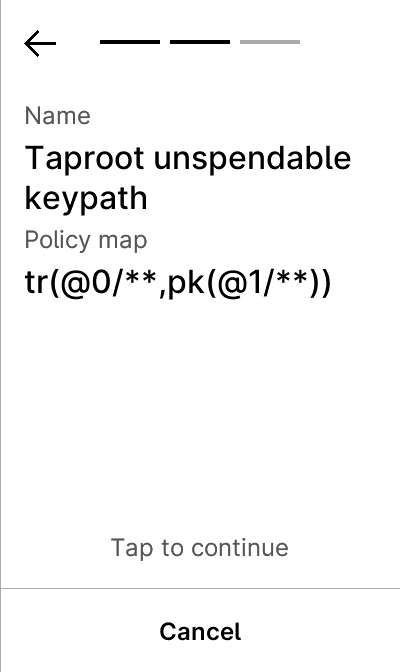 Name
Taproot unspendable
keypath
Policy map
tr(@0/**,pk(@1/**))
Tap to continue
Cancel